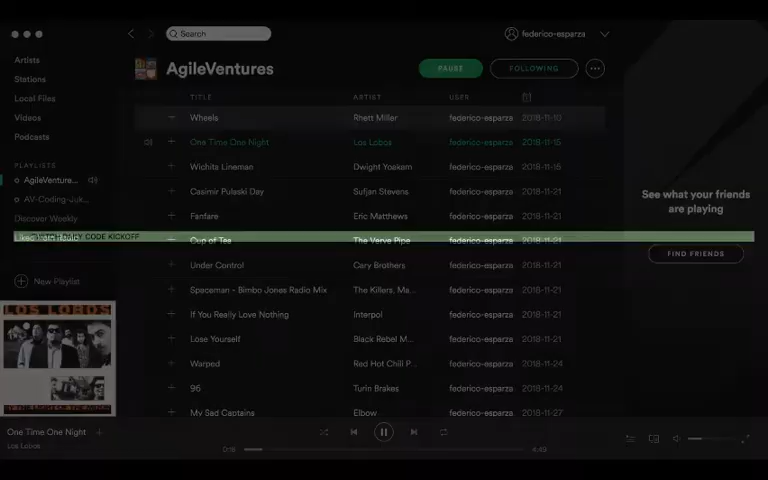 Search
federico-esparza
Artists
Stations
Local Files
Videos
Podcasts
PLAYLISTS
AgileVenture...
AV-Coding-Juk...
Discover Weekly
DAILY CODE KICKOFF
New Playlist
LOS LOBOS
One Time One Night
Los Lobos
AgileVentures
PAUSE
FOLLOWING
TITLE ARTIST USER
Wheels Rhett Miller federico-esparza 2018-11-10
One Time One Night Los Lobos federico-esparza 2018-11-15
Wichita Lineman Dwight Yoakam federico-esparza 2018-11-15
Casimir Pulaski Day Sufjan Stevens federico-esparza 2018-11-21
Fanfare Eric Matthews federico-esparza 2018-11-21
Cup of Tee The Verve Pipe federico-esparza 2018-11-21
Under Control Cary Brothers federico-esparza 2018-11-21
Spaceman - Bimbo Jones Radio Mix The Killers, Ma... federico-esparza 2018-11-21
If You Really Love Nothing Interpol federico-esparza 2018-11-21
Lose Yourself Black Rebel M... federico-esparza 2018-11-21
Warped Red Hot Chili P... federico-esparza 2018-11-24
96 Turin Brakes federico-esparza 2018-11-24
My Sad Captains Elbow federico-esparza 2018-11-27
See what your friends
are playing
FIND FRIENDS
0:18
4:49